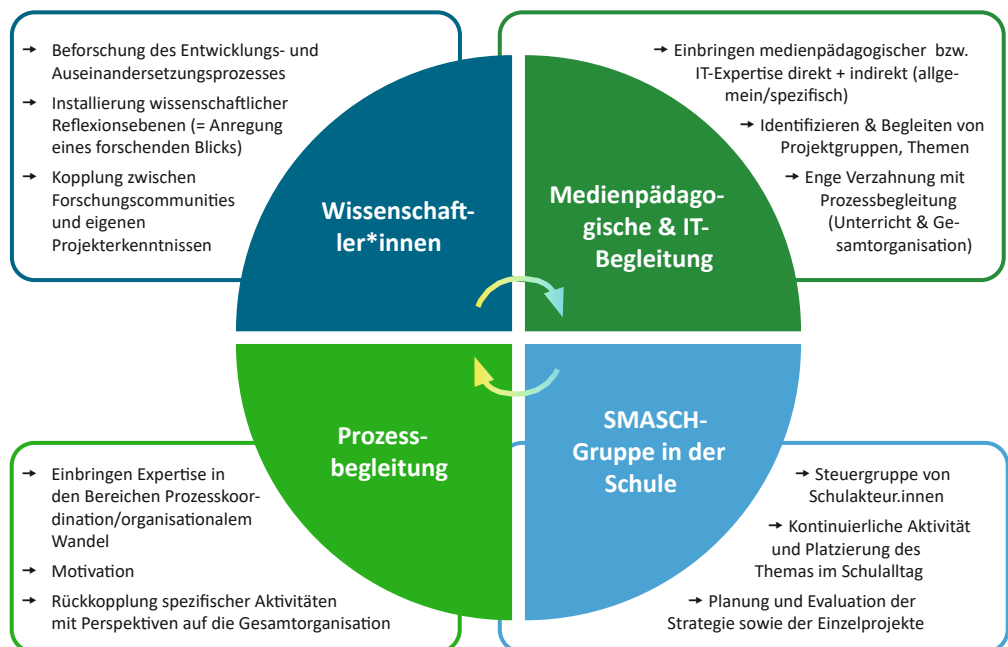 → Beforschung des Entwicklungs- und
Auseinandersetzungsprozesses
→ Installierung wissenschaftlicher
Reflexionsebenen (= Anregung
eines forschenden Blicks)
→ Kopplung zwischen
Forschungscommunities
und eigenen
Projekterkenntnissen
Wissenschaft-
ler*innen
→ Einbringen medienpädagogischer bzw.
IT-Expertise direkt + indirekt (allge-
mein/spezifisch)
→ Identifizieren & Begleiten von
Projektgruppen, Themen
→ Enge Verzahnung mit
Prozessbegleitung
(Unterricht & Ge-
samtorganisation)
Medienpädago-
gische & IT-
Begleitung
Prozess-
begleitung
→ Einbringen Expertise in
den Bereichen Prozesskoor-
dination/organisationalem
Wandel
→ Motivation
→ Rückkopplung spezifischer Aktivitäten
mit Perspektiven auf die Gesamtorganisation
SMASCH-
Gruppe in der
Schule
→ Steuergruppe von
Schulakteur.innen
→ Kontinuierliche Aktivität
und Platzierung des
Themas im Schulalltag
→ Planung und Evaluation der
Strategie sowie der Einzelprojekte